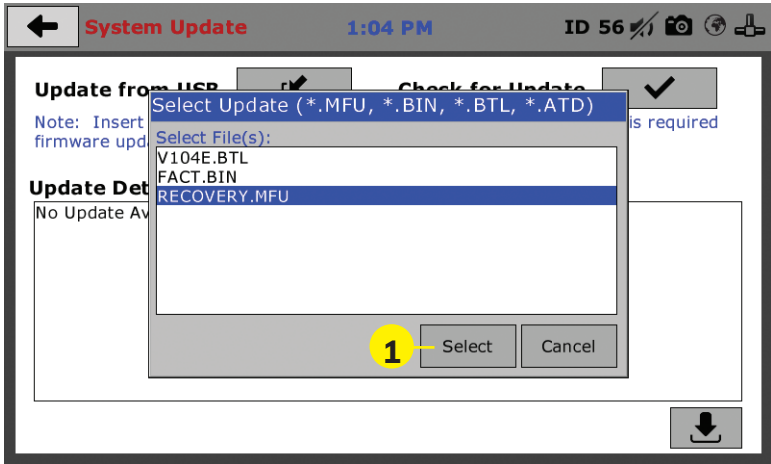 System Update 1:04 PM ID 56
Update from USB Check for Update
Note: Insert is required
firmware upd
Select Update (*.MFU, *.BIN, *.BTL, *.ATD)
Select File(s):
V104E.BTL
FACT.BIN
RECOVERY.MFU
Update Det
No Update Av
1 Select Cancel